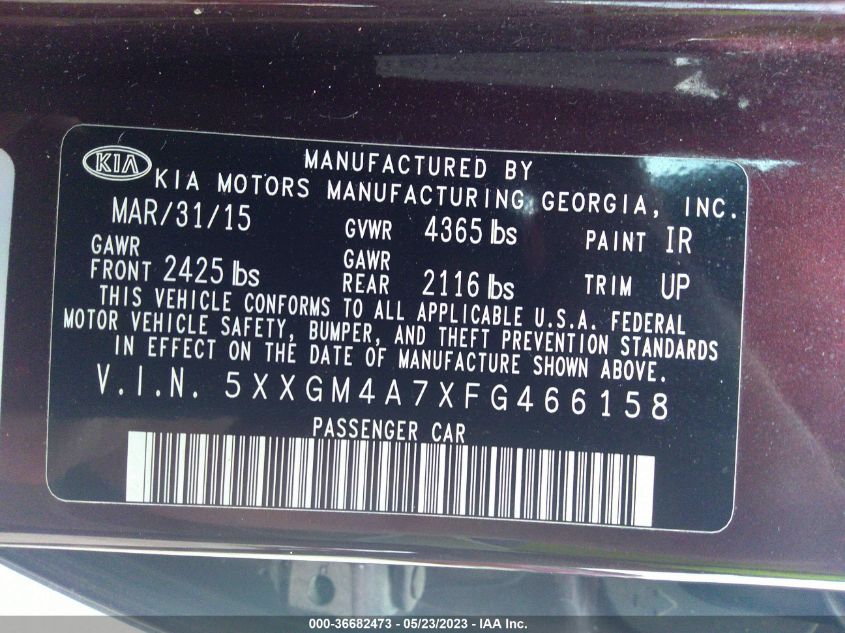 KIA MANUFACTURED BY
KIA MOTORS MANUFACTURING GEORGIA, INC.
MAR/31/15 GVWR 4365 lbs PAINT IR
GAWR FRONT 2425 lbs GAWR REAR 2116 lbs TRIM UP
THIS VEHICLE CONFORMS TO ALL APPLICABLE U.S.A. FEDERAL
MOTOR VEHICLE SAFETY, BUMPER, AND THEFT PREVENTION STANDARDS
IN EFFECT ON THE DATE OF MANUFACTURE SHOWN ABOVE.
V.I.N. 5XXGM4A7XFG466158
PASSENGER CAR
000-36682473 - 05/23/2023 - IAA Inc.